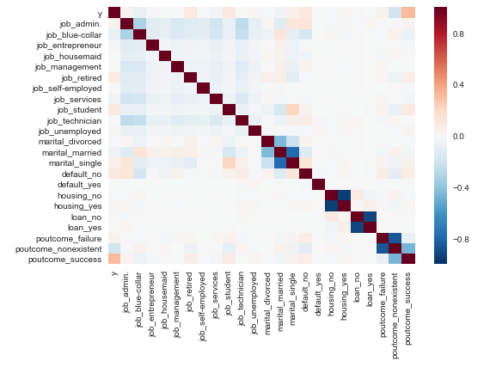 y
job_admin.
job_blue-collar
job_entrepreneur
job_housemaid
job_management
job_retired
job_self-employed
job_services
job_student
job_technician
job_unemployed
marital_divorced
marital_married
marital_single
default_no
default_yes
housing_no
housing_yes
loan_no
loan_yes
poutcome_failure
poutcome_nonexistent
poutcome_success
y
job_admin.
job_blue-collar
job_entrepreneur
job_housemaid
job_management
job_retired
job_self-employed
job_services
job_student
job_technician
job_unemployed
marital_divorced
marital_married
marital_single
default_no
default_yes
housing_no
housing_yes
loan_no
loan_yes
poutcome_failure
poutcome_nonexistent
poutcome_success
0.8
0.4
0.0
−0.4
−0.8